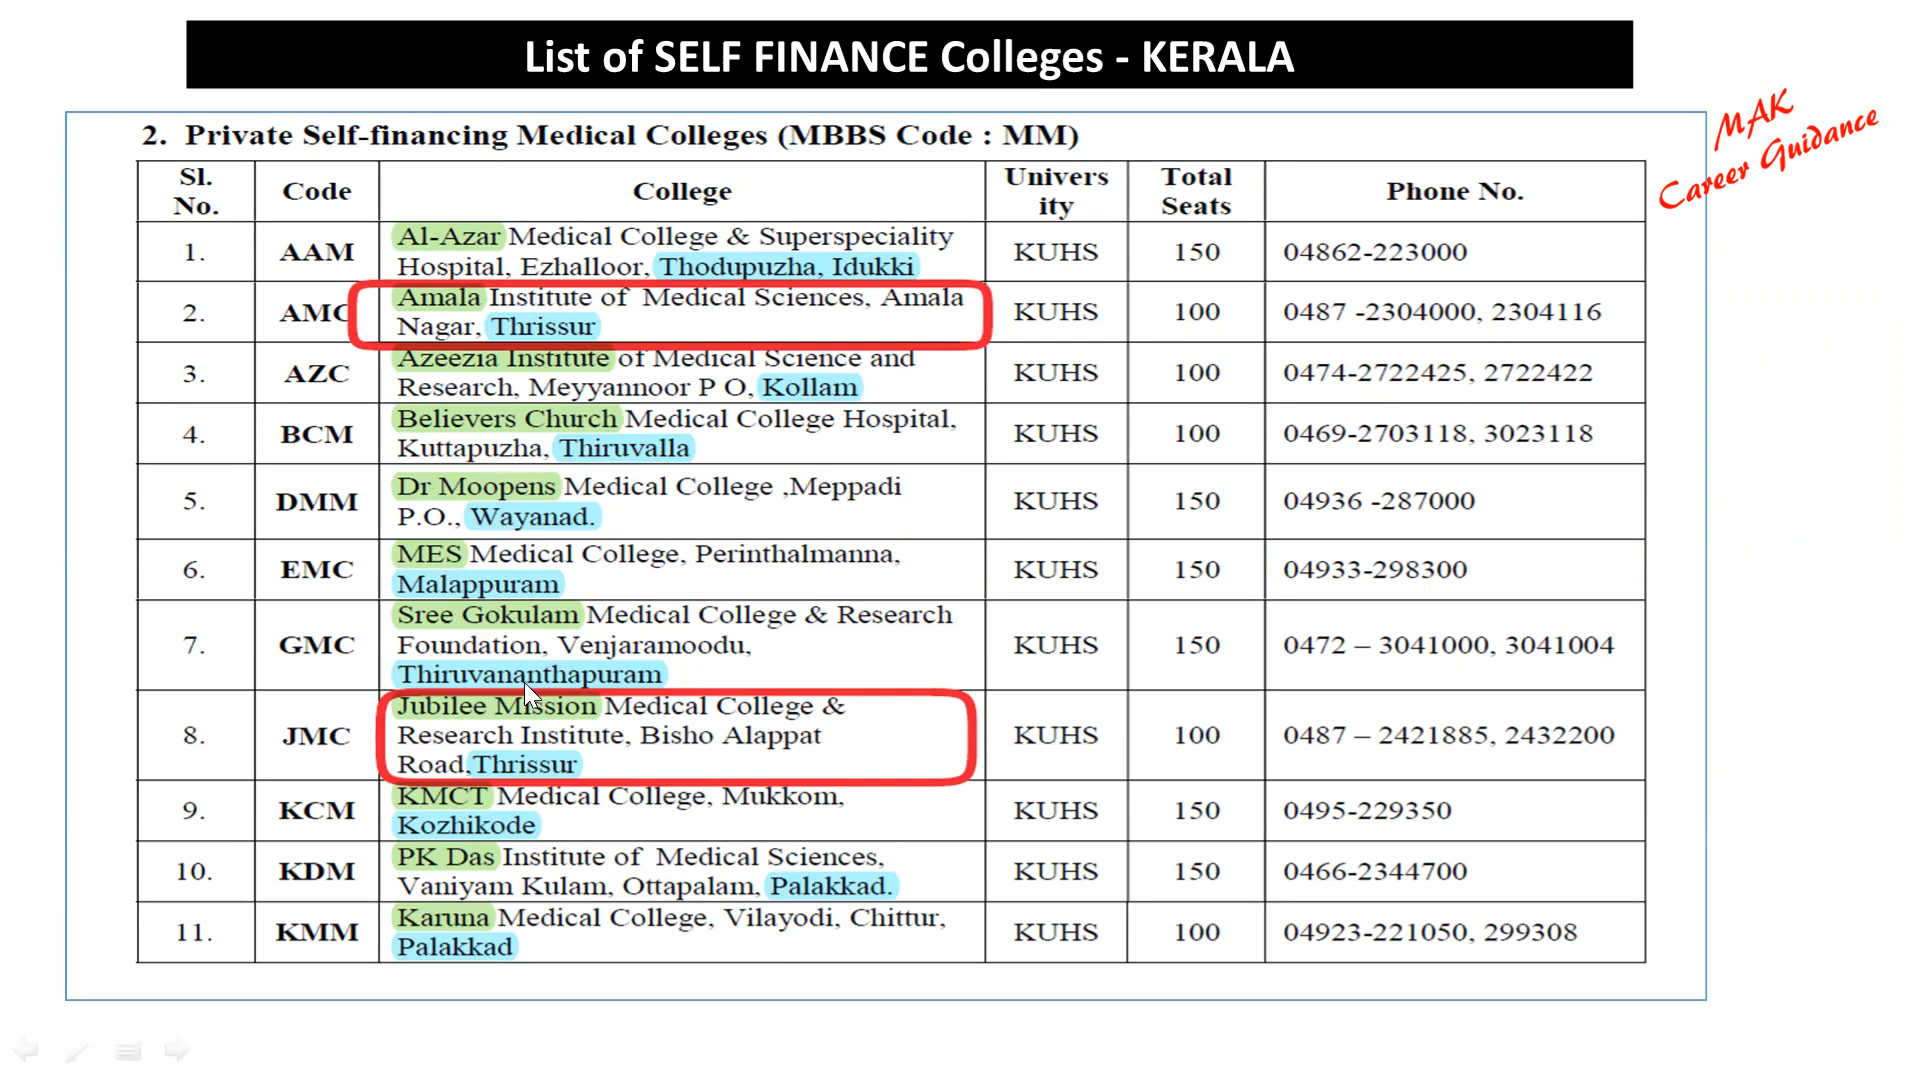 List of SELF FINANCE Colleges - KERALA
MAK
Career Guidance
2. Private Self-financing Medical Colleges (MBBS Code : MM)
Sl. No. Code College Univers ity Total Seats Phone No.
1. AAM Al-Azar Medical College & Superspeciality
Hospital, Ezhalloor, Thodupuzha, Idukki KUHS 150 04862-223000
2. AMC Amala Institute of Medical Sciences, Amala
Nagar, Thrissur KUHS 100 0487 -2304000, 2304116
3. AZC Azeezia Institute of Medical Science and
Research, Meyyannoor P O, Kollam KUHS 100 0474-2722425, 2722422
4. BCM Believers Church Medical College Hospital,
Kuttapuzha, Thiruvalla KUHS 100 0469-2703118, 3023118
5. DMM Dr Moopens Medical College ,Meppadi
P.O., Wayanad. KUHS 150 04936 -287000
6. EMC MES Medical College, Perinthalmanna,
Malappuram KUHS 150 04933-298300
7. GMC Sree Gokulam Medical College & Research
Foundation, Venjaramoodu,
Thiruvananthapuram KUHS 150 0472 – 3041000, 3041004
8. JMC Jubilee Mission Medical College &
Research Institute, Bisho Alappat
Road,Thrissur KUHS 100 0487 – 2421885, 2432200
9. KCM KMCT Medical College, Mukkom,
Kozhikode KUHS 150 0495-229350
10. KDM PK Das Institute of Medical Sciences,
Vaniyam Kulam, Ottapalam, Palakkad. KUHS 150 0466-2344700
11. KMM Karuna Medical College, Vilayodi, Chittur,
Palakkad KUHS 100 04923-221050, 299308